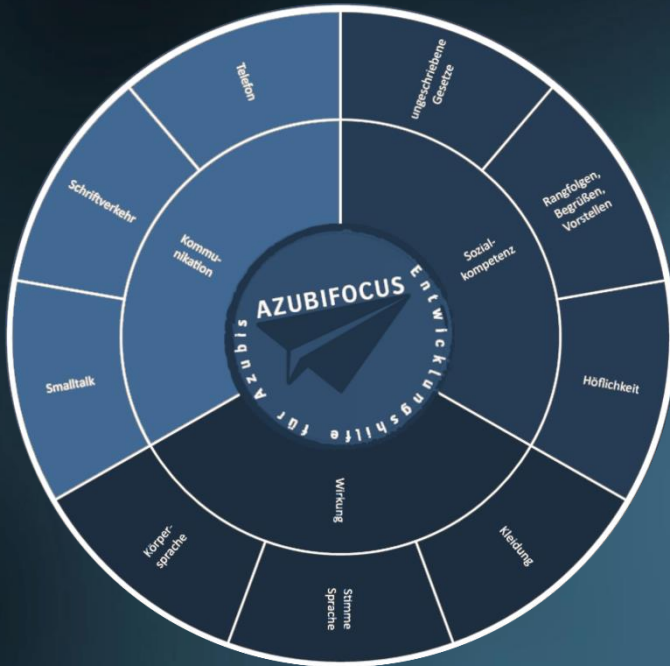 Telefon
ungeschriebene
Gesetze
Schriftverkehr
Rangfolgen,
Begrüßen,
Vorstellen
Kommu-
nikation
Sozial-
kompetenz
AZUBIFOCUS
Entwicklungshilfe für Azubis
Smalltalk
Höflichkeit
Wirkung
Körper-
sprache
Stimme
Sprache
Kleidung